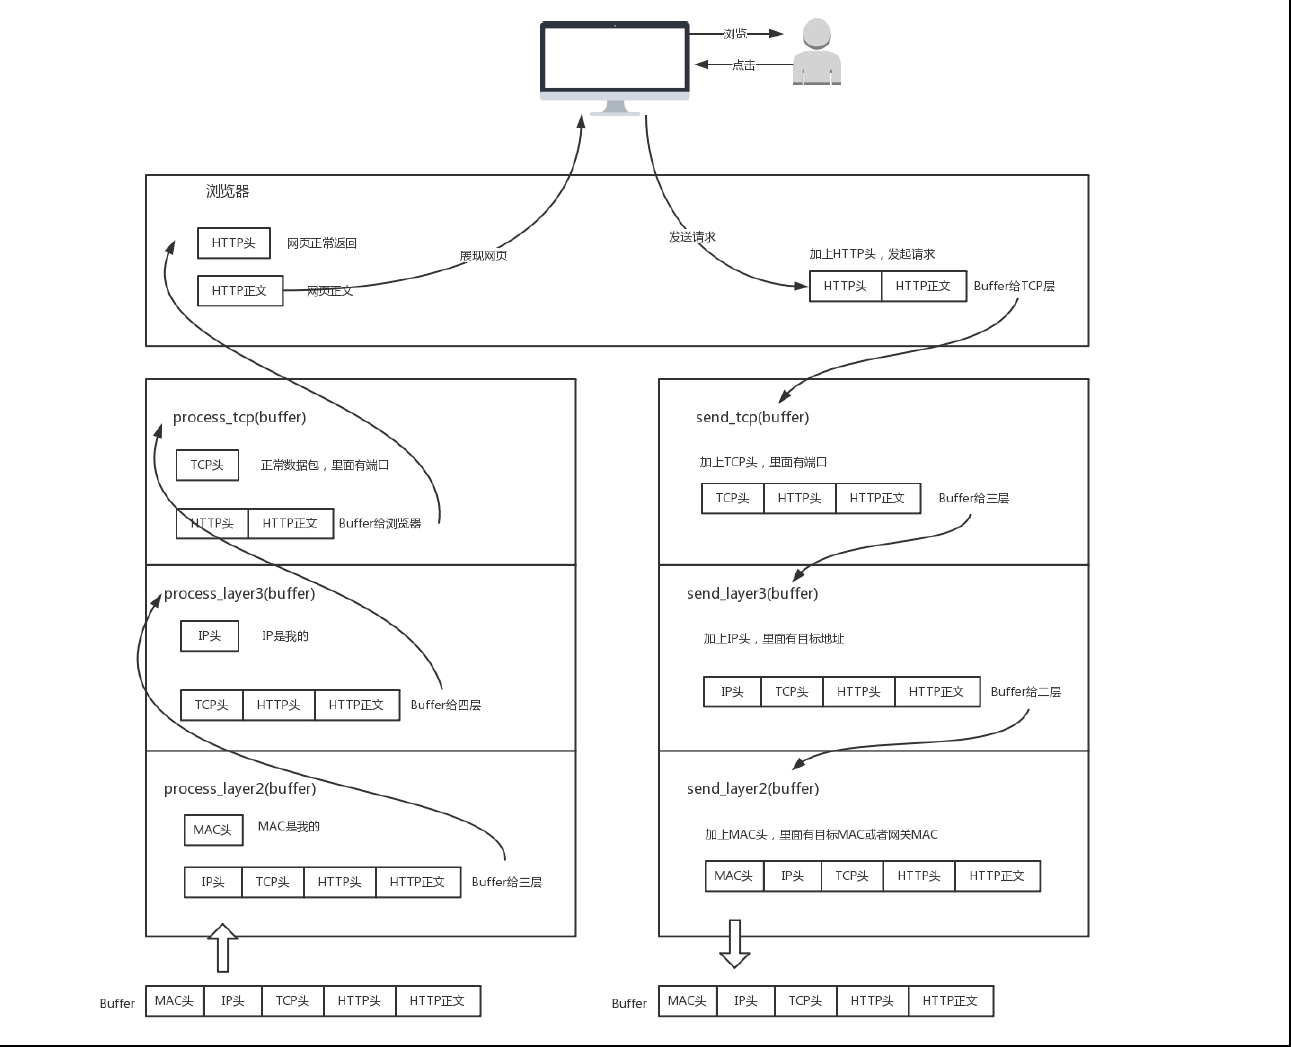 浏览
点击
浏览器
HTTP头
网页正常返回
HTTP正文
网页正文
展现网页
发送请求
加上HTTP头，发起请求
HTTP头 HTTP正文 Buffer给TCP层
process_tcp(buffer)
TCP头 正常数据包，里面有端口
HTTP头 HTTP正文 Buffer给浏览器
process_layer3(buffer)
IP头 IP是我的
TCP头 HTTP头 HTTP正文 Buffer给四层
process_layer2(buffer)
MAC头 MAC是我的
IP头 TCP头 HTTP头 HTTP正文 Buffer给三层
Buffer MAC头 IP头 TCP头 HTTP头 HTTP正文
send_tcp(buffer)
加上TCP头，里面有端口
TCP头 HTTP头 HTTP正文 Buffer给三层
send_layer3(buffer)
加上IP头，里面有目标地址
IP头 TCP头 HTTP头 HTTP正文 Buffer给二层
send_layer2(buffer)
加上MAC头，里面有目标MAC或者网关MAC
MAC头 IP头 TCP头 HTTP头 HTTP正文
Buffer MAC头 IP头 TCP头 HTTP头 HTTP正文